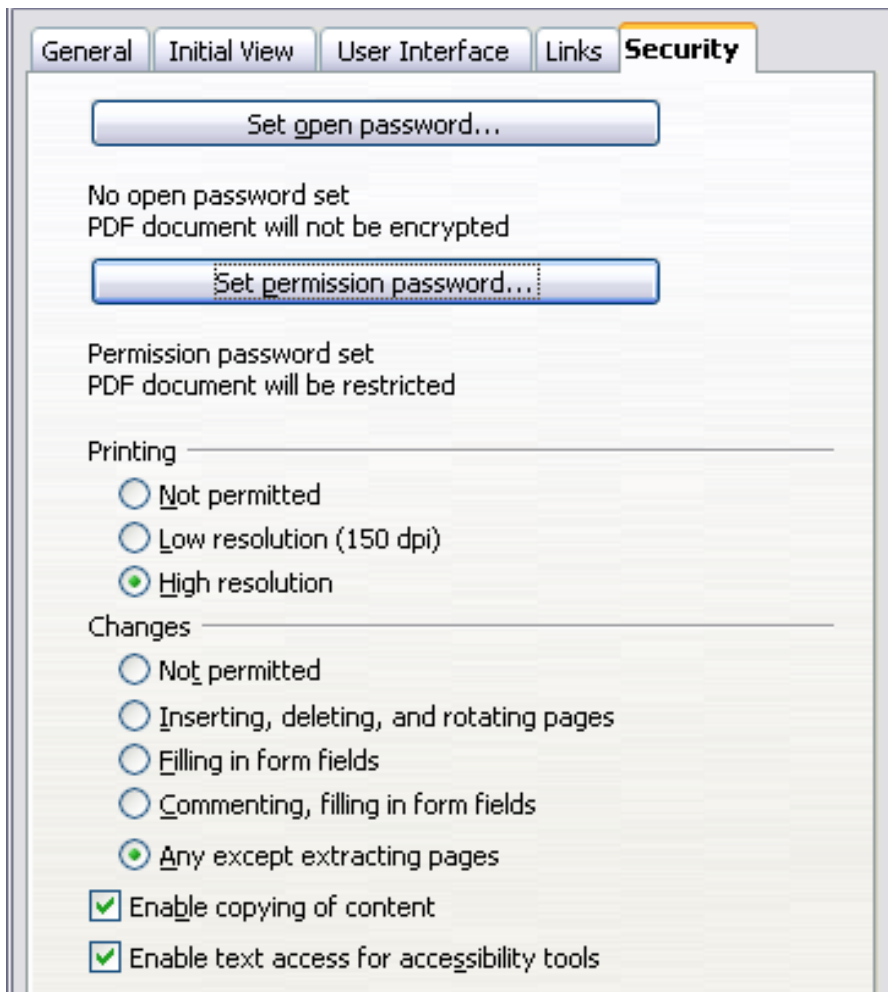 General Initial View User Interface Links Security
Set open password...
No open password set
PDF document will not be encrypted
Set permission password...
Permission password set
PDF document will be restricted
Printing
Not permitted
Low resolution (150 dpi)
High resolution
Changes
Not permitted
Inserting, deleting, and rotating pages
Filling in form fields
Commenting, filling in form fields
Any except extracting pages
Enable copying of content
Enable text access for accessibility tools